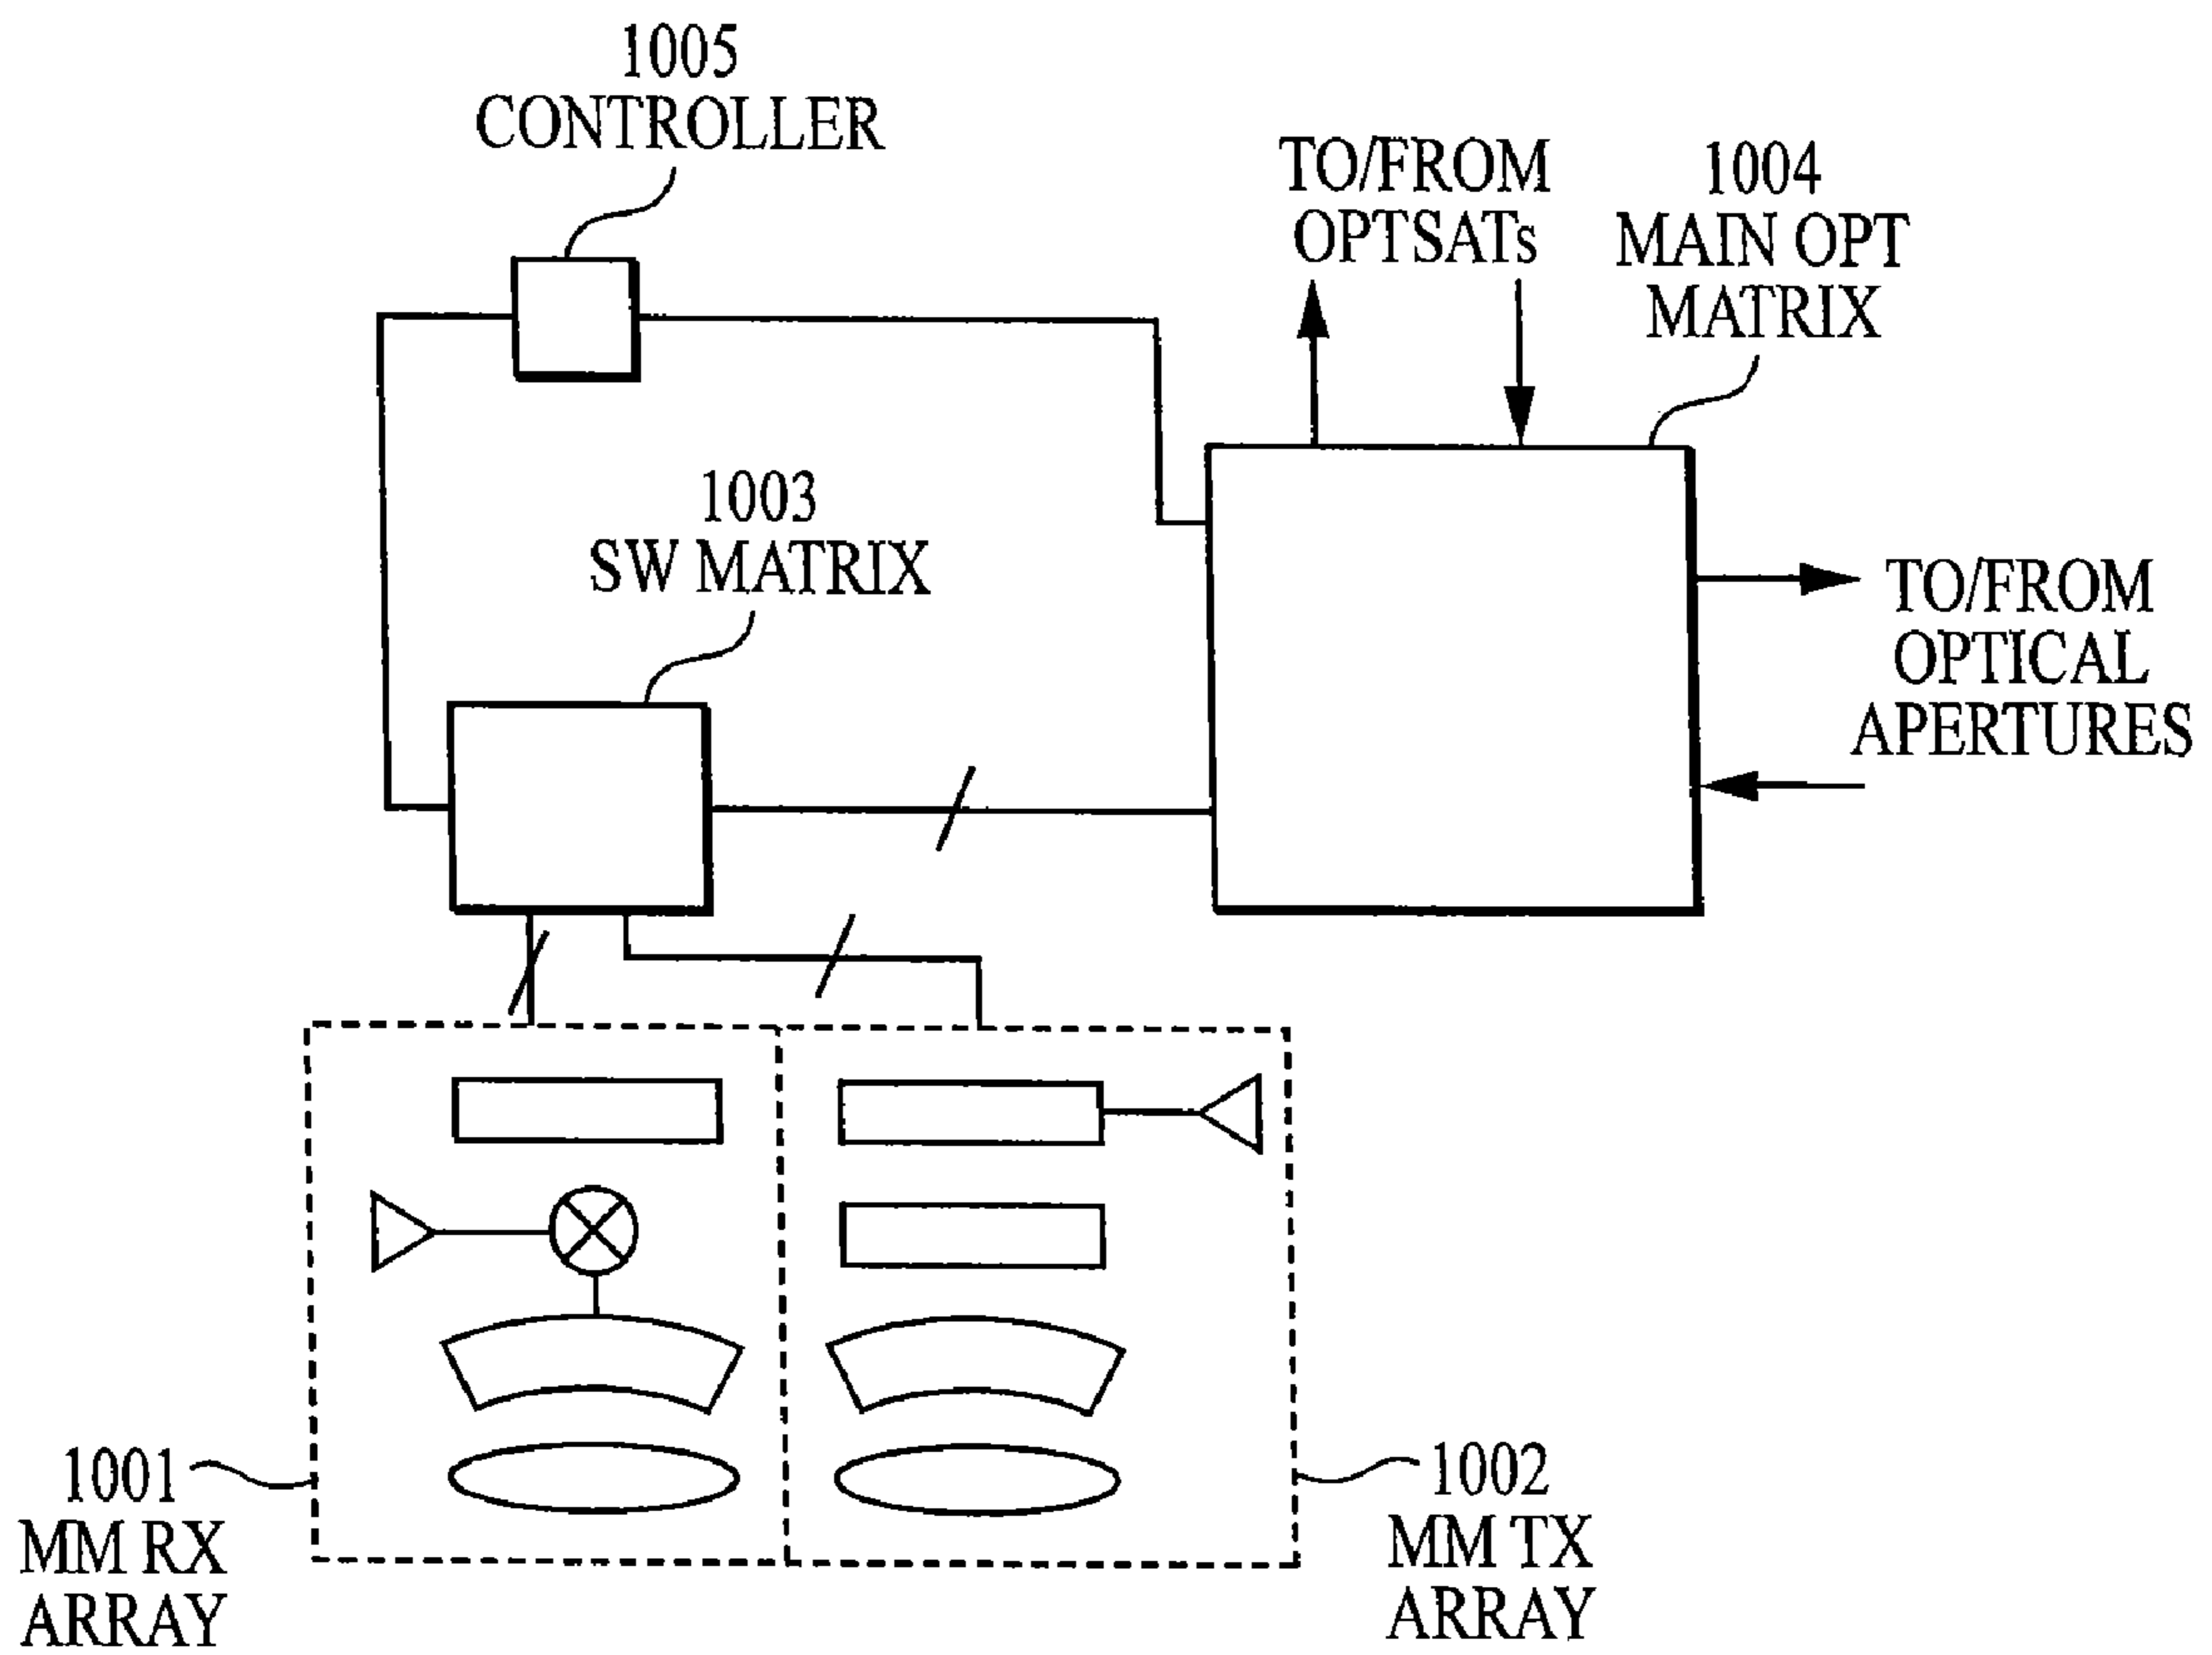 1005
CONTROLLER
TO/FROM
OPTSATs
1004
MAIN OPT
MATRIX
1003
SW MATRIX
TO/FROM
OPTICAL
APERTURES
1001
MM RX
ARRAY
1002
MM TX
ARRAY